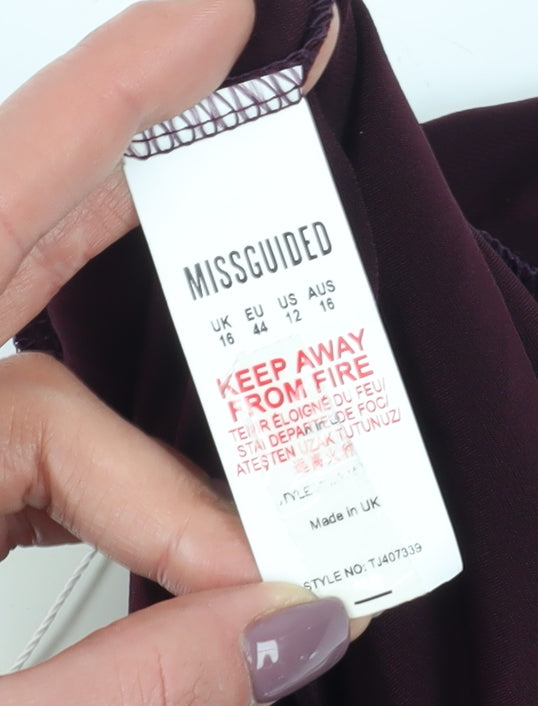 MISSGUIDED
UK EU US AUS
16 44 12 16
KEEP AWAY
FROM FIRE
ÉLOIGNÉ DU FEU/
STAI DEPARTE DE FOC/
ATEŞTEN UZAK TUTUNUZ/
Made in UK
STYLE NO: TJ407339